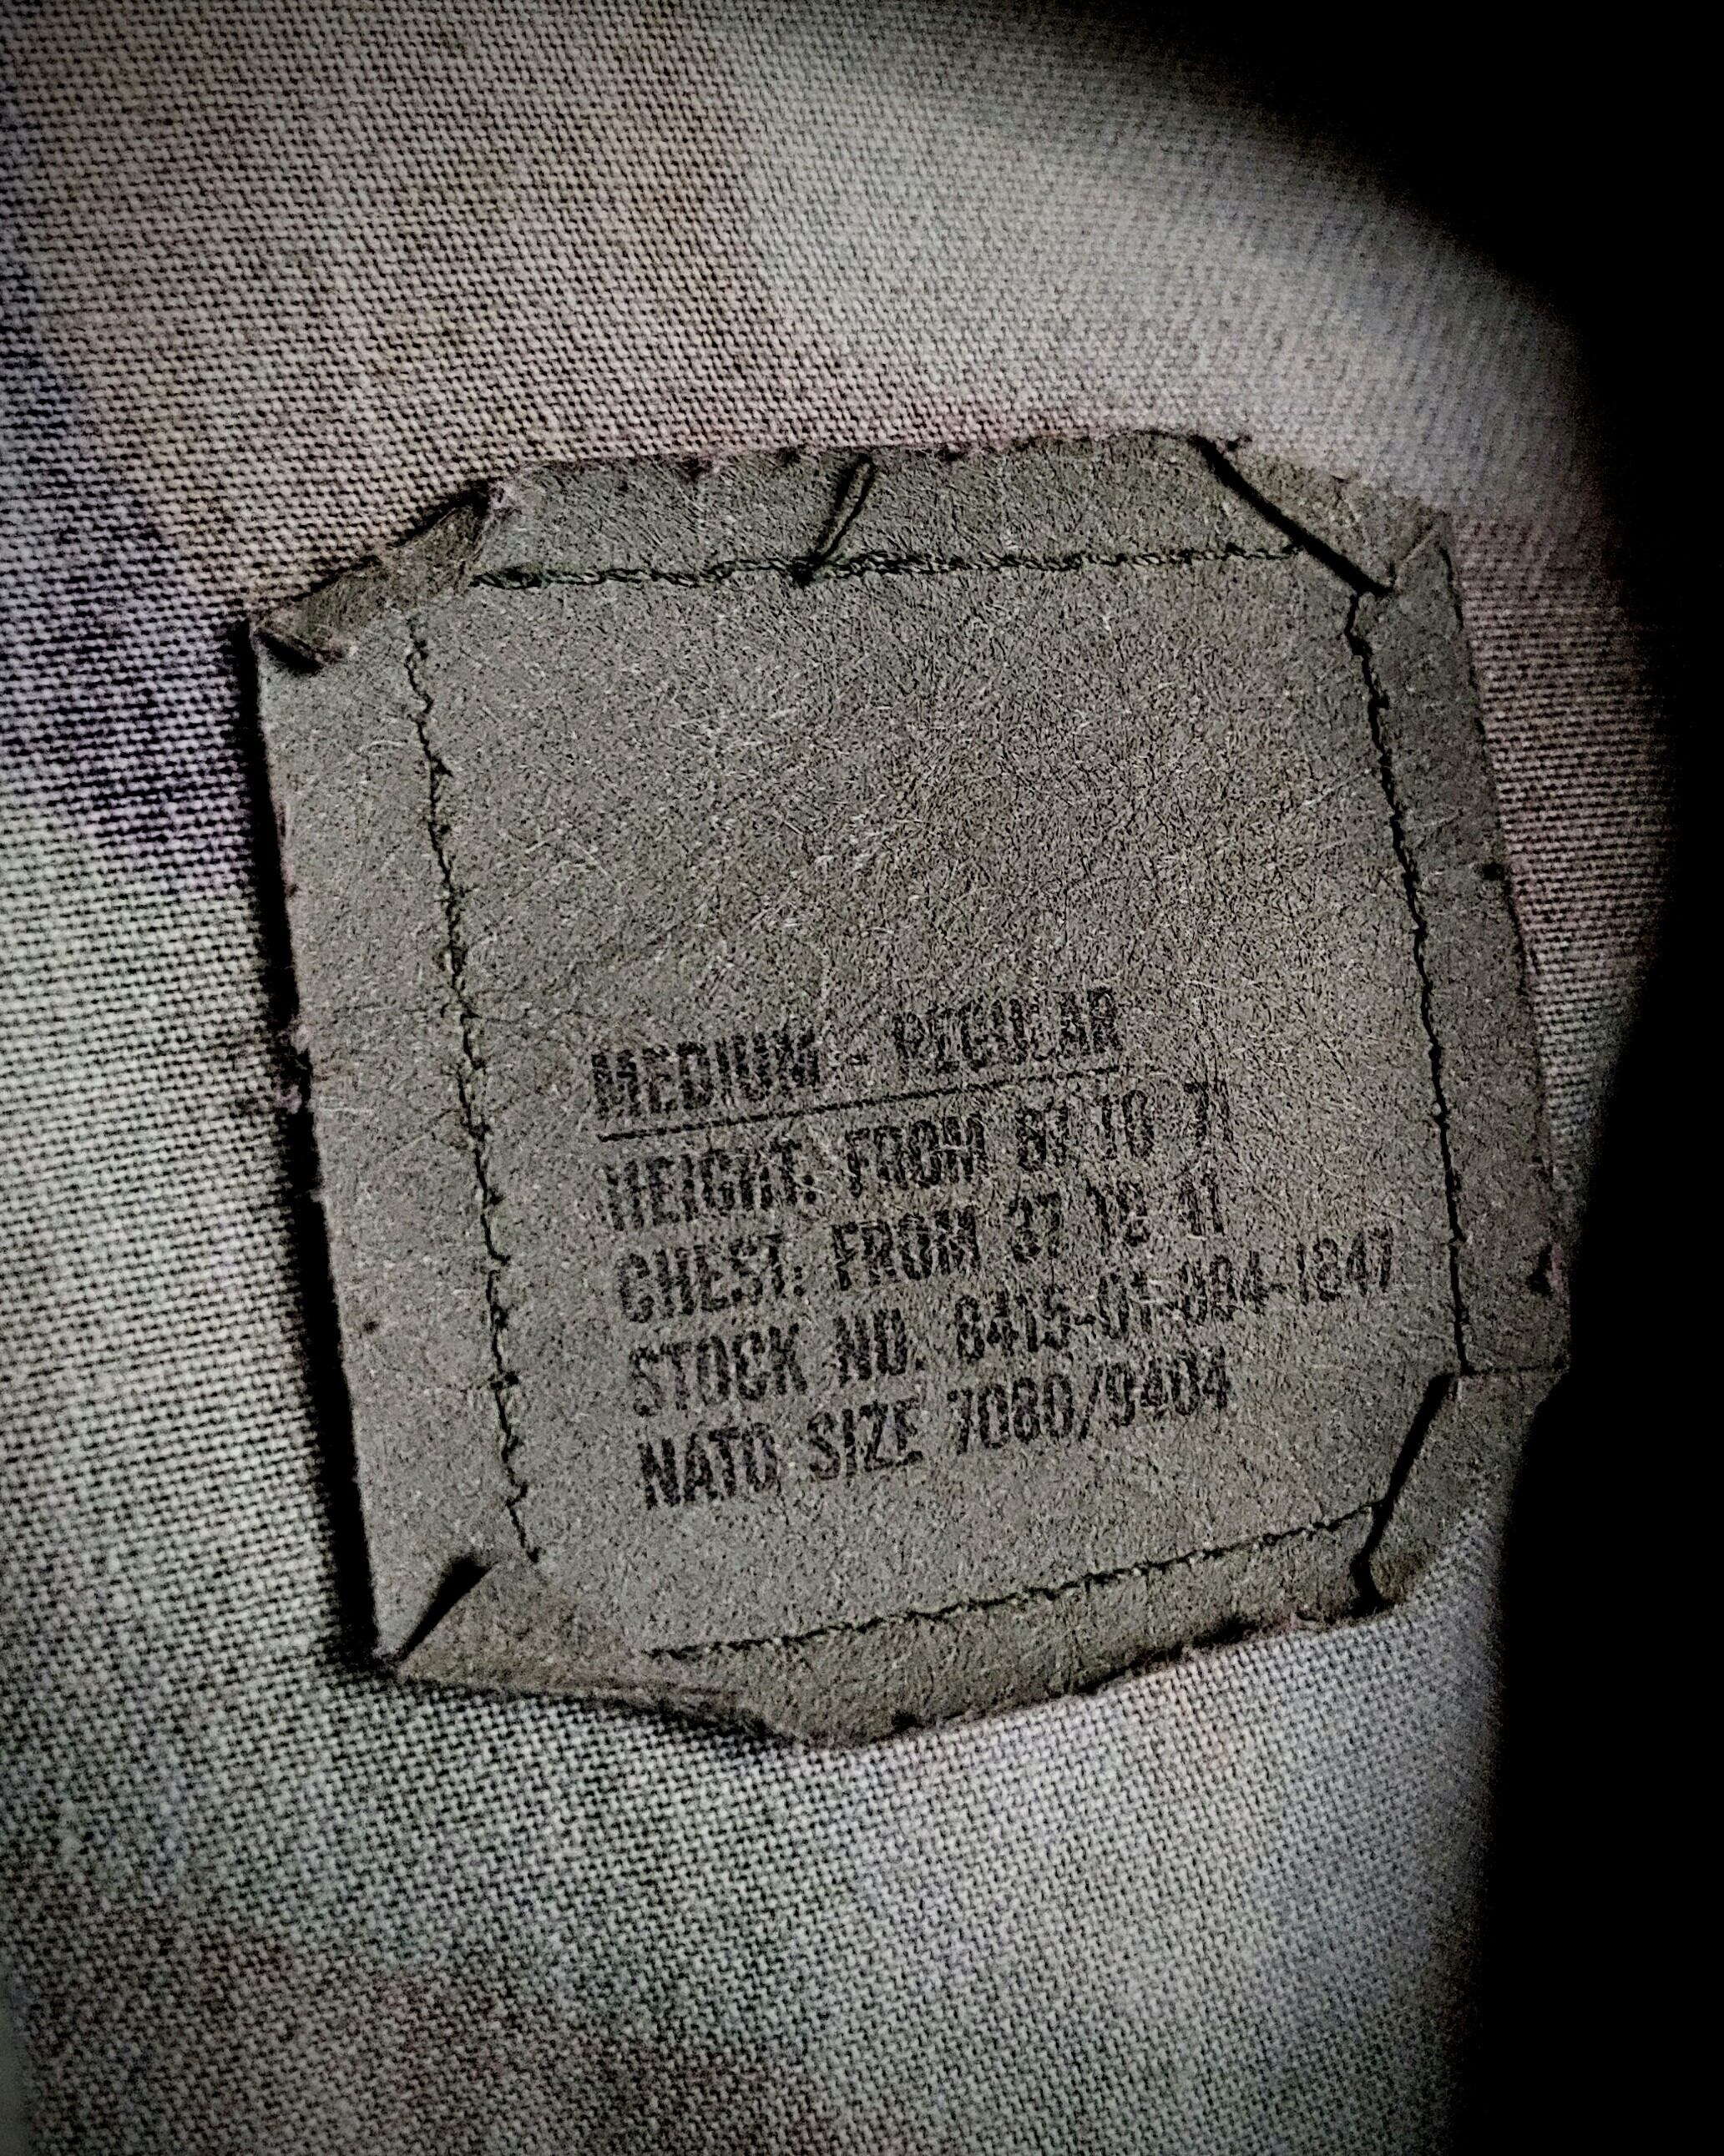 MEDIUM - REGULAR
HEIGHT: FROM 67 TO 71
CHEST: FROM 37 TO 41
STOCK NO. 8415-01-084-1647
NATO SIZE 7080/9404